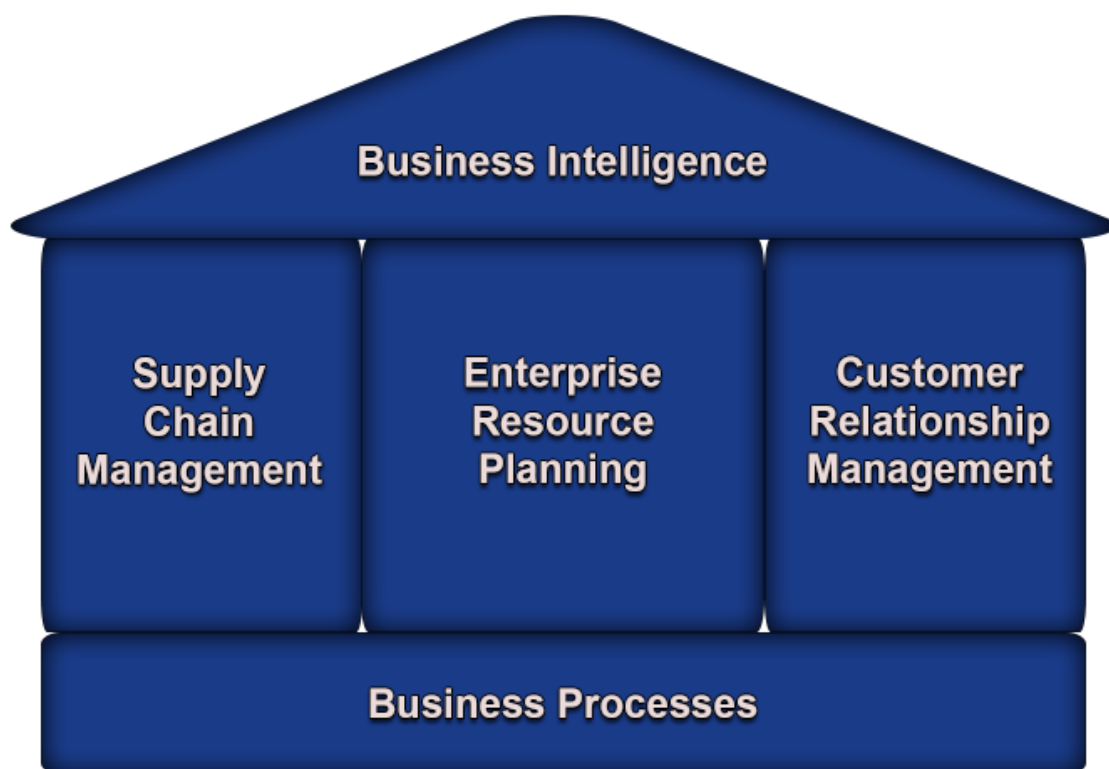 Business Intelligence
Supply
Chain
Management
Enterprise
Resource
Planning
Customer
Relationship
Management
Business Processes